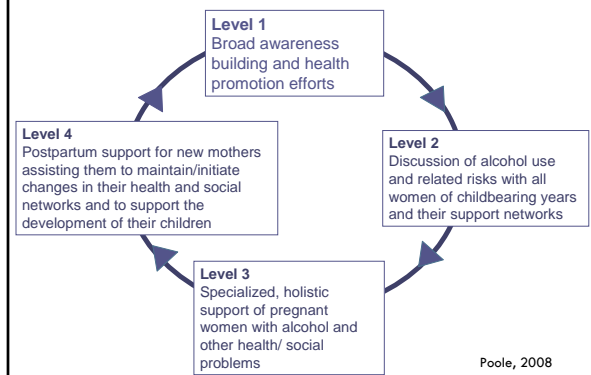 Level 1
Broad awareness
building and health
promotion efforts
Level 2
Discussion of alcohol use
and related risks with all
women of childbearing years
and their support networks
Level 3
Specialized, holistic
support of pregnant
women with alcohol and
other health/ social
problems
Level 4
Postpartum support for new mothers
assisting them to maintain/initiate
changes in their health and social
networks and to support the
development of their children
Poole, 2008